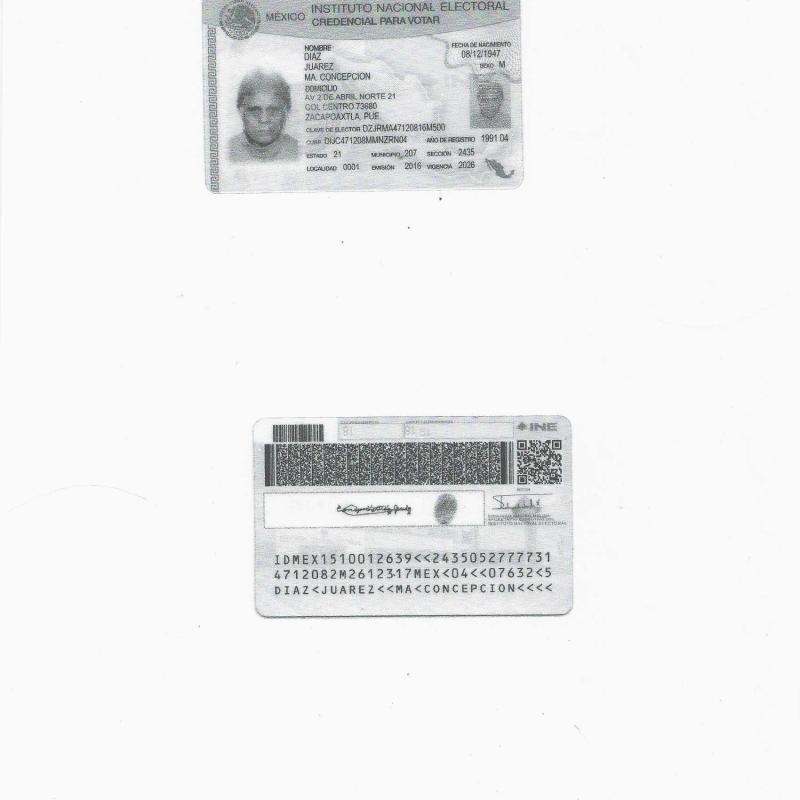 INSTITUTO NACIONAL ELECTORAL
MÉXICO CREDENCIAL PARA VOTAR
NOMBRE
DIAZ
JUAREZ
MA. CONCEPCION
FECHA DE NACIMIENTO
08/12/1947
SEXO M
DOMICILIO
AV 2 DE ABRIL NORTE 21
COL CENTRO 73680
ZACAPOAXTLA, PUE.
CLAVE DE ELECTOR DZJRMA47120816M500
CURP DIJC471208MMNZRN04 AÑO DE REGISTRO 1991 04
ESTADO 21 MUNICIPIO 207 SECCIÓN 2435
LOCALIDAD 0001 EMISIÓN 2016 VIGENCIA 2026
INE
IDMEX1510012639<<2435052777731
4712082M2612317MEX<04<<07632<5
DIAZ<JUAREZ<<MA<CONCEPCION<<<<